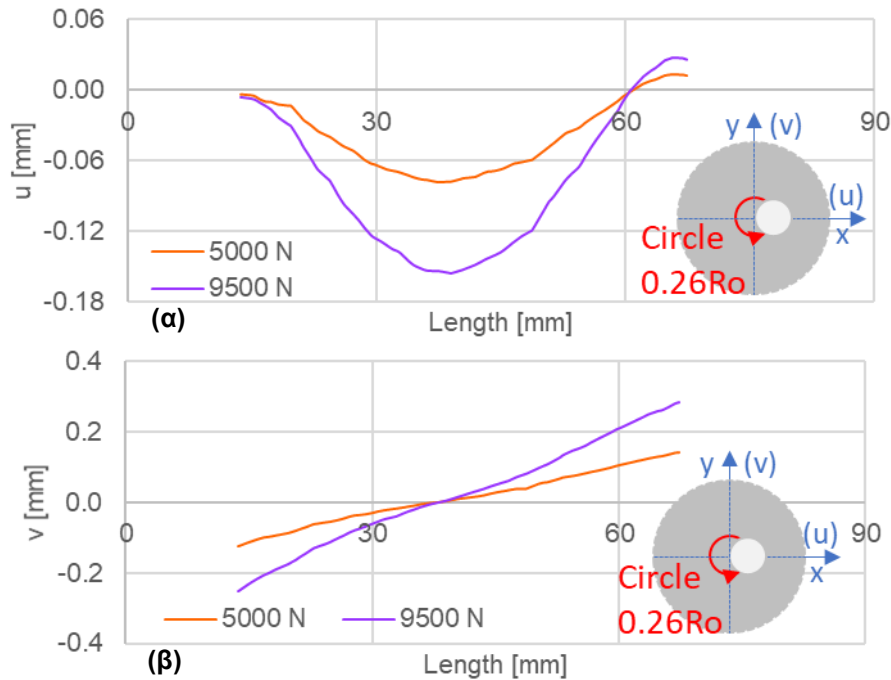 0.06
0.00
-0.06
-0.12
-0.18
u [mm]
0
30
60
90
y
(v)
(u)
x
Circle
0.26Ro
5000 N
9500 N
(α)
Length [mm]
0.4
0.2
0.0
-0.2
-0.4
v [mm]
0
30
60
90
y
(v)
(u)
x
Circle
0.26Ro
5000 N
9500 N
(β)
Length [mm]